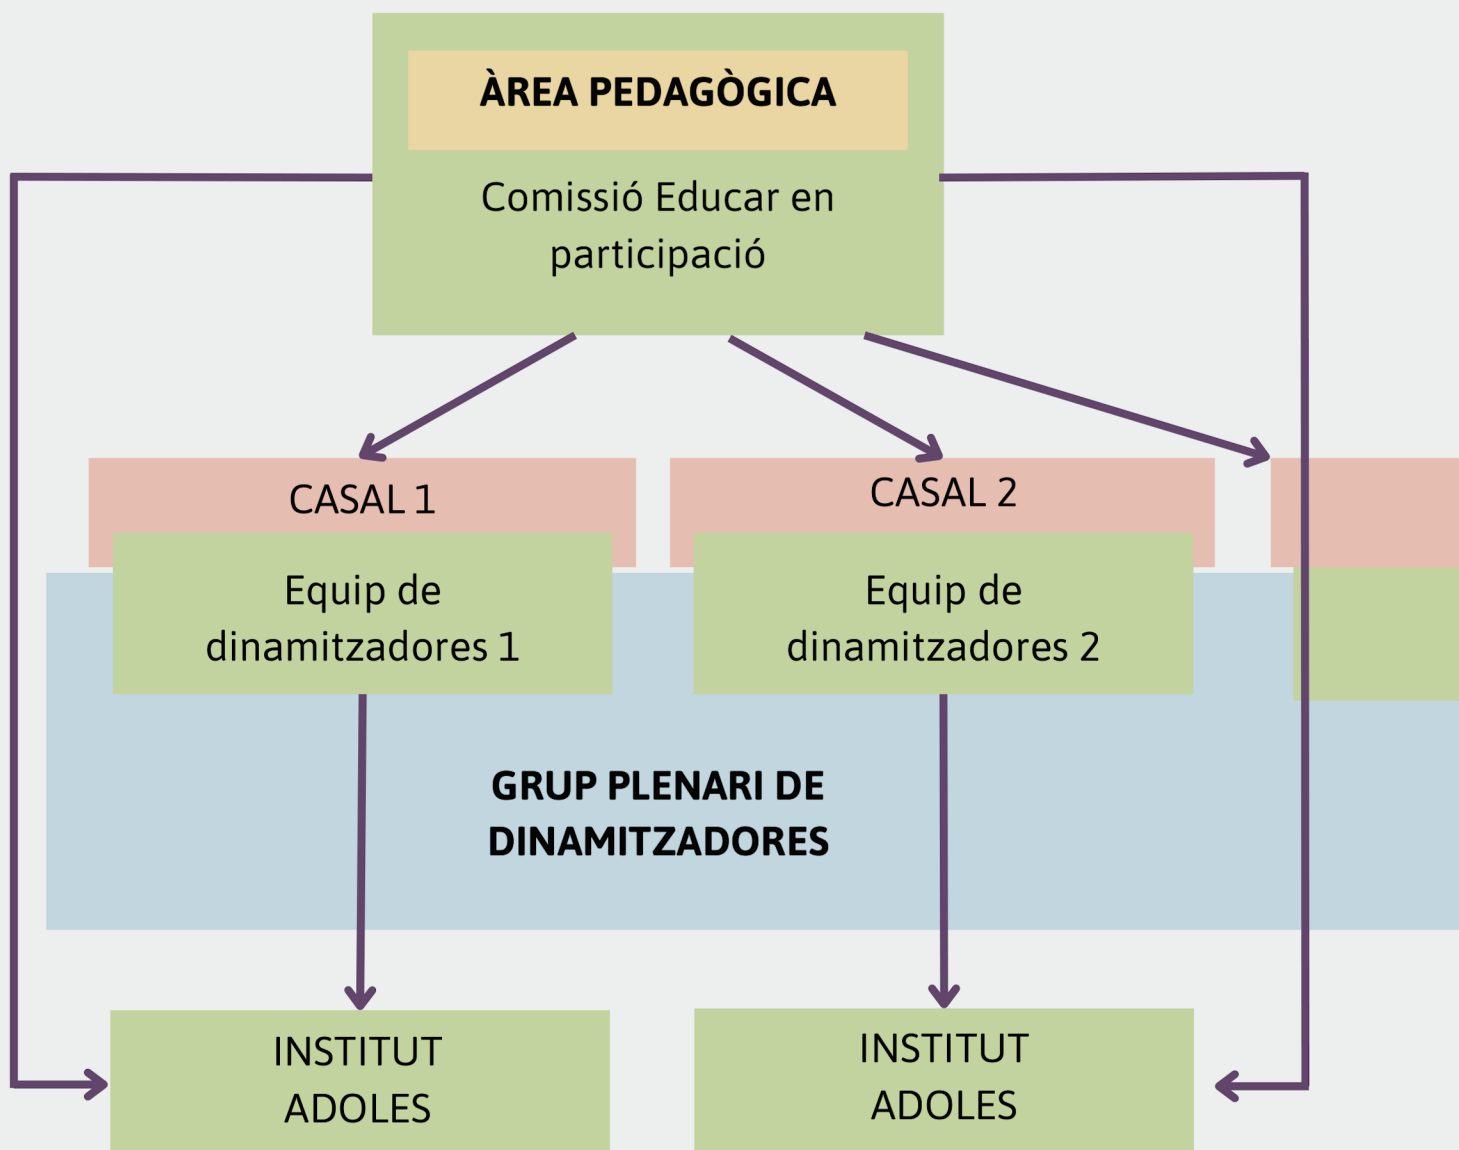 ÀREA PEDAGÒGICA
Comissió Educar en
participació
CASAL 1
CASAL 2
Equip de
dinamitzadores 1
Equip de
dinamitzadores 2
GRUP PLENARI DE
DINAMITZADORES
INSTITUT
ADOLES
INSTITUT
ADOLES